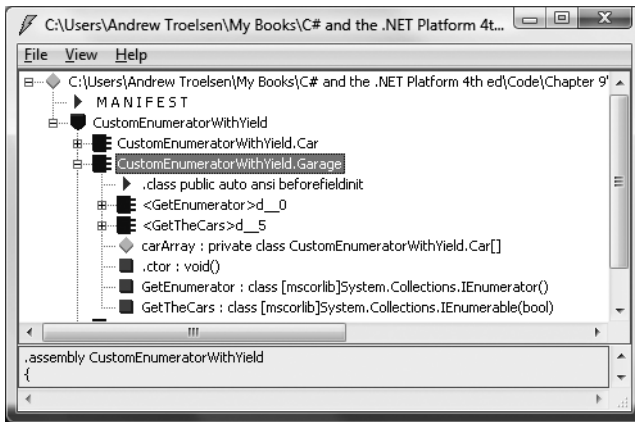 C:\Users\Andrew Troelsen\My Books\C# and the .NET Platform 4t...
File View Help
C:\Users\Andrew Troelsen\My Books\C# and the .NET Platform 4th ed\Code\Chapter 9'
M A N I F E S T
CustomEnumeratorWithYield
CustomEnumeratorWithYield.Car
CustomEnumeratorWithYield.Garage
.class public auto ansi beforefieldinit
<GetEnumerator>d__0
<GetTheCars>d__5
carArray : private class CustomEnumeratorWithYield.Car[]
.ctor : void()
GetEnumerator : class [mscorlib]System.Collections.IEnumerator()
GetTheCars : class [mscorlib]System.Collections.IEnumerable(bool)
.assembly CustomEnumeratorWithYield
{